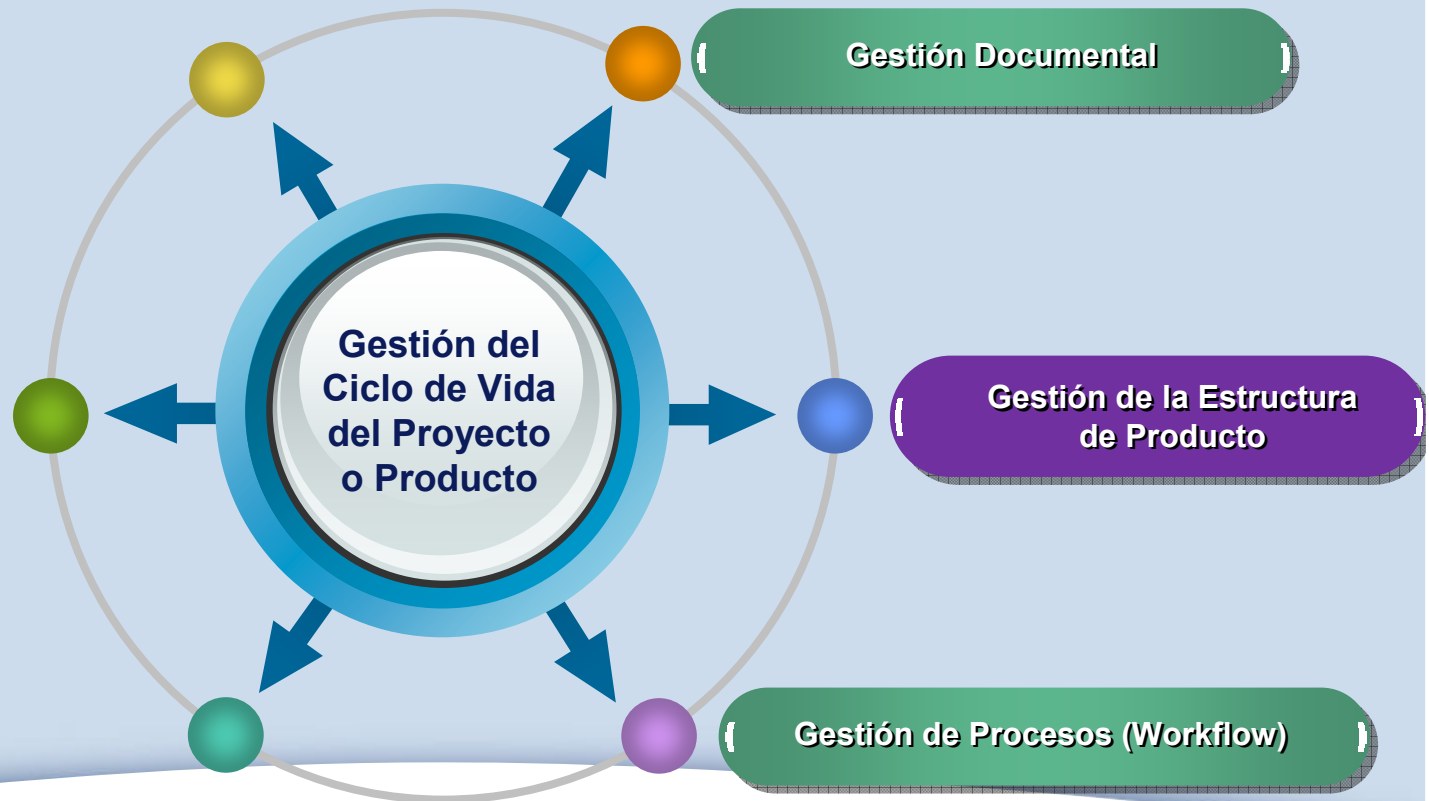 Gestión Documental
Gestión del
Ciclo de Vida
del Proyecto
o Producto
Gestión de la Estructura
de Producto
Gestión de Procesos (Workflow)